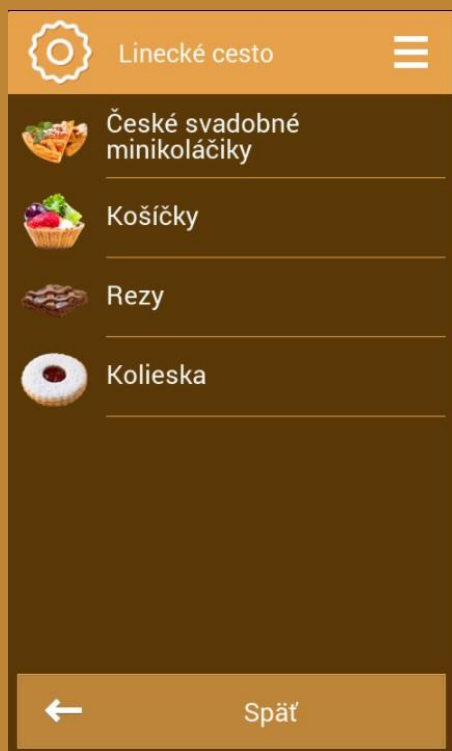 Linecké cesto
České svadobné
minikoláčiky
Košíčky
Rezy
Kolieska
Späť